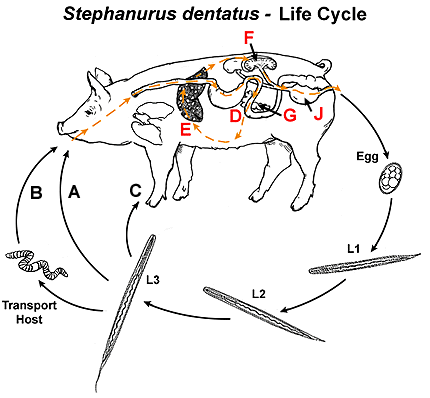 Stephanurus dentatus - Life Cycle
F
E
D
G
J
Egg
B
A
C
L1
L3
L2
Transport
Host